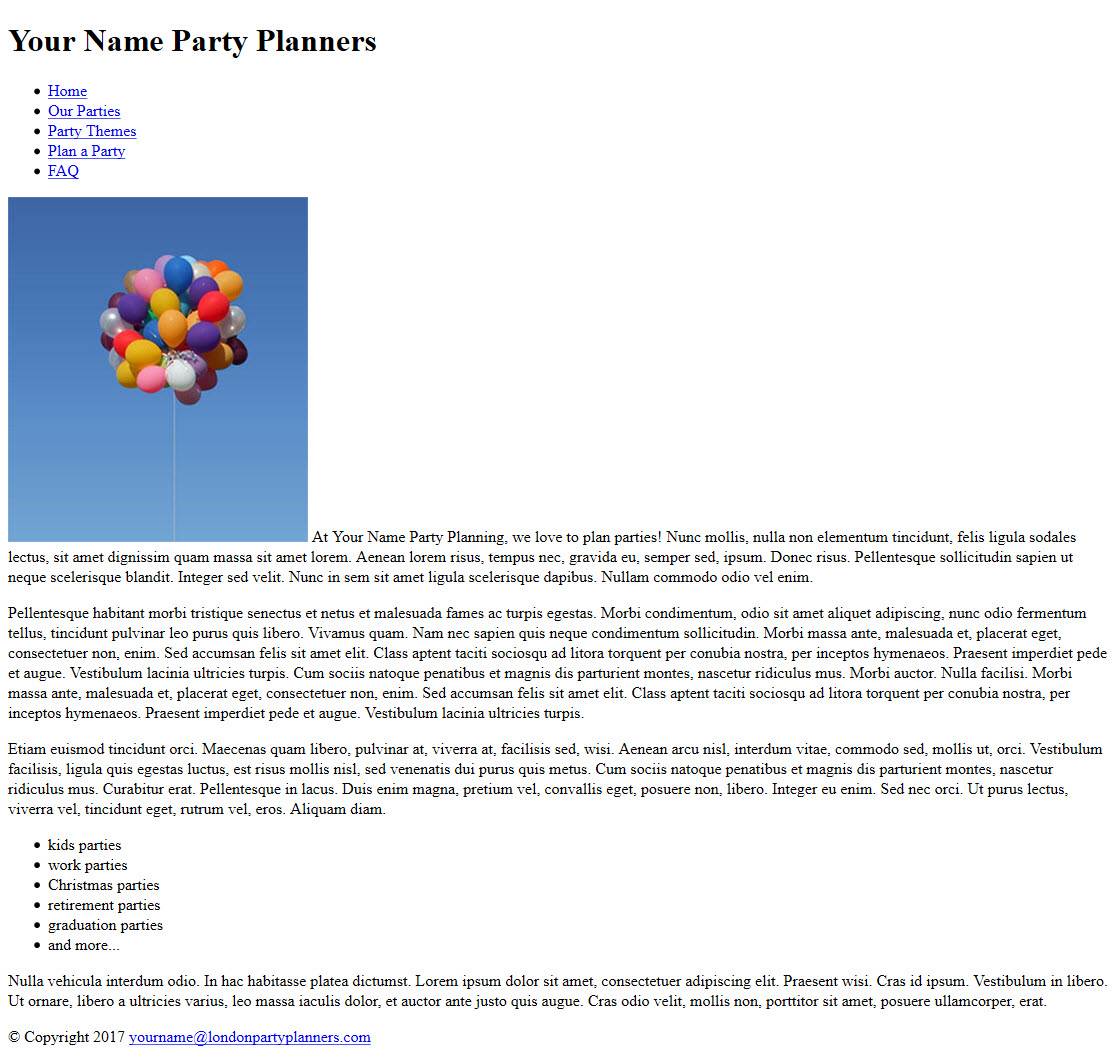 Your Name Party Planners
Home
Our Parties
Party Themes
Plan a Party
FAQ
At Your Name Party Planning, we love to plan parties! Nunc mollis, nulla non elementum tincidunt, felis ligula sodales
lectus, sit amet dignissim quam massa sit amet lorem. Aenean lorem risus, tempus nec, gravida eu, semper sed, ipsum. Donec risus. Pellentesque sollicitudin sapien ut
neque scelerisque blandit. Integer sed velit. Nunc in sem sit amet ligula scelerisque dapibus. Nullam commodo odio vel enim.
Pellentesque habitant morbi tristique senectus et netus et malesuada fames ac turpis egestas. Morbi condimentum, odio sit amet aliquet adipiscing, nunc odio fermentum
tellus, tincidunt pulvinar leo purus quis libero. Vivamus quam. Nam nec sapien quis neque condimentum sollicitudin. Morbi massa ante, malesuada et, placerat eget,
consectetuer non, enim. Sed accumsan felis sit amet elit. Class aptent taciti sociosqu ad litora torquent per conubia nostra, per inceptos hymenaeos. Praesent imperdiet pede
et augue. Vestibulum lacinia ultricies turpis. Cum sociis natoque penatibus et magnis dis parturient montes, nascetur ridiculus mus. Morbi auctor. Nulla facilisi. Morbi
massa ante, malesuada et, placerat eget, consectetuer non, enim. Sed accumsan felis sit amet elit. Class aptent taciti sociosqu ad litora torquent per conubia nostra, per
inceptos hymenaeos. Praesent imperdiet pede et augue. Vestibulum lacinia ultricies turpis.
Etiam euismod tincidunt orci. Maecenas quam libero, pulvinar at, viverra at, facilisis sed, wisi. Aenean arcu nisl, interdum vitae, commodo sed, mollis ut, orci. Vestibulum
facilisis, ligula quis egestas luctus, est risus mollis nisl, sed venenatis dui purus quis metus. Cum sociis natoque penatibus et magnis dis parturient montes, nascetur
ridiculus mus. Curabitur erat. Pellentesque in lacus. Duis enim magna, pretium vel, convallis eget, posuere non, libero. Integer eu enim. Sed nec orci. Ut purus lectus,
viverra vel, tincidunt eget, rutrum vel, eros. Aliquam diam.
kids parties
work parties
Christmas parties
retirement parties
graduation parties
and more...
Nulla vehicula interdum odio. In hac habitasse platea dictumst. Lorem ipsum dolor sit amet, consectetuer adipiscing elit. Praesent wisi. Cras id ipsum. Vestibulum in libero.
Ut ornare, libero a ultricies varius, leo massa iaculis dolor, et auctor ante justo quis augue. Cras odio velit, mollis non, porttitor sit amet, posuere ullamcorper, erat.
© Copyright 2017 yourname@londonpartyplanners.com